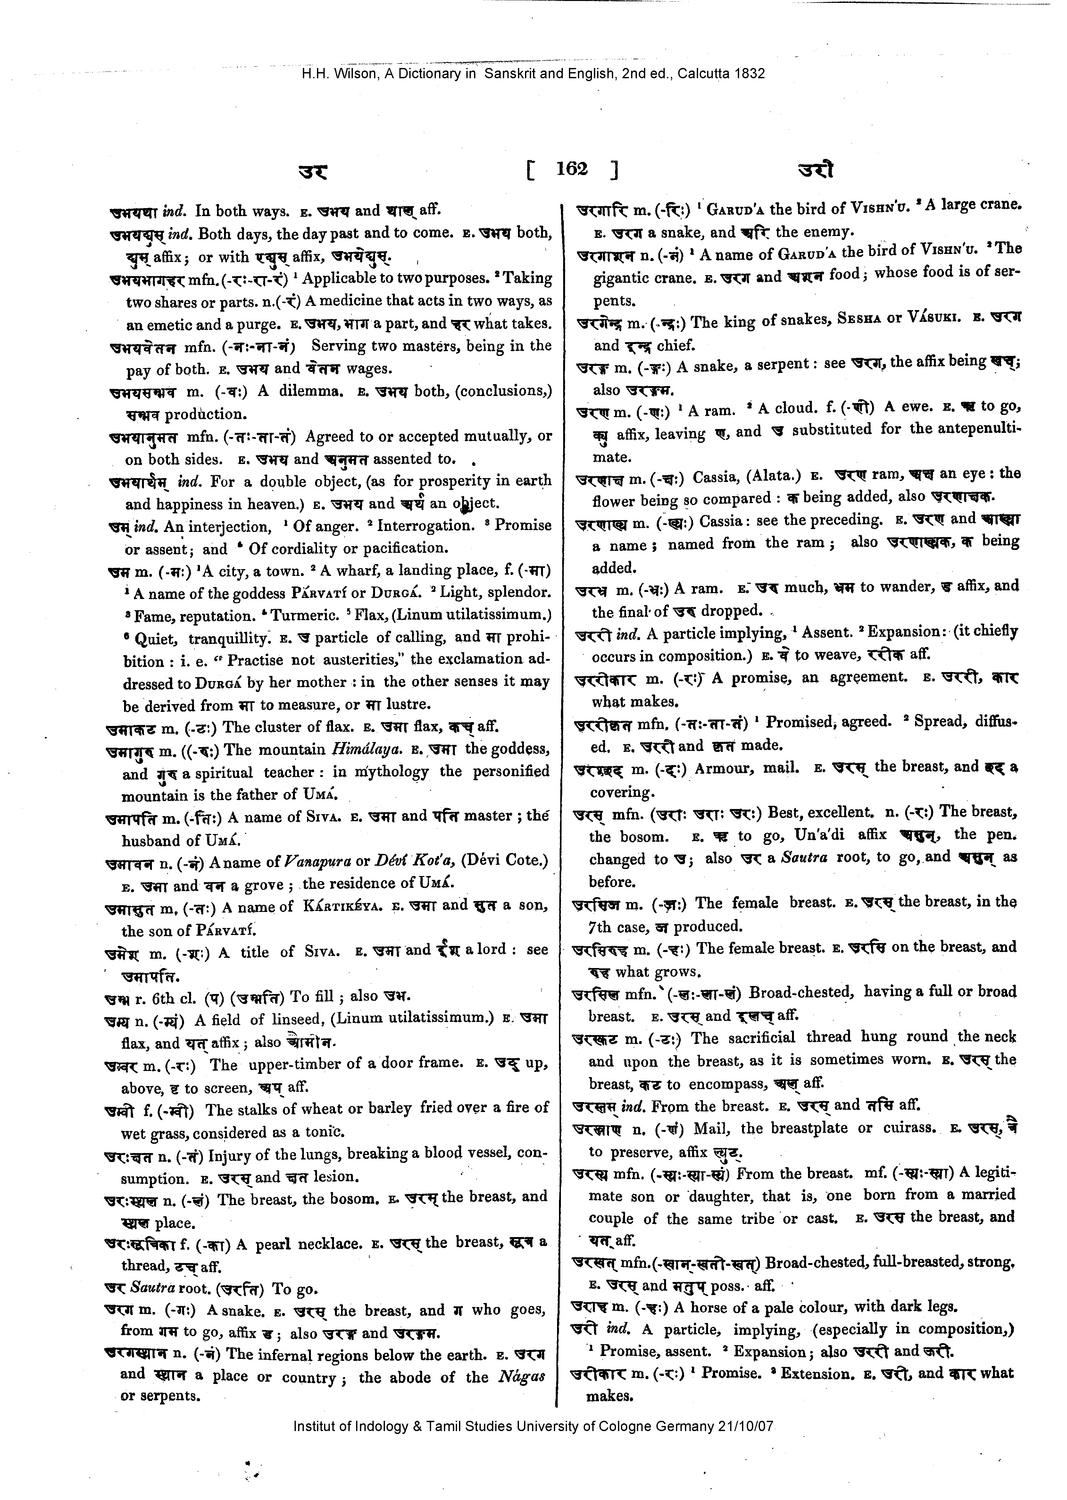 H.H. Wilson, A Dictionary in Sanskrit and English, 2nd ed., Calcutta 1832
उर [ 162 ] उरी
उभयथा ind. In both ways. E. उभय and थाल् aff.
उभयद्युस् ind. Both days, the day past and to come. E. उभय both,
द्युस् affix; or with एद्युस् affix, उभयेद्युस्.
उभयभागहर mfn. (-रः-रा-रं) ¹ Applicable to two purposes. ² Taking
two shares or parts. n. (-रं) A medicine that acts in two ways, as
an emetic and a purge. E. उभय, भाग a part, and हर what takes.
उभयवेतन mfn. (-नः-ना-नं) Serving two masters, being in the
pay of both. E. उभय and वेतन wages.
उभयसम्भव m. (-वः) A dilemma. E. उभय both, (conclusions,)
सम्भव production.
उभयानुमत mfn. (-तः-ता-तं) Agreed to or accepted mutually, or
on both sides. E. उभय and अनुमत assented to.
उभयार्थम् ind. For a double object, (as for prosperity in earth
and happiness in heaven.) E. उभय and अर्थ an object.
उम् ind. An interjection, ¹ Of anger. ² Interrogation. ³ Promise
or assent; and ⁴ Of cordiality or pacification.
उम m. (-मः) ¹ A city, a town. ² A wharf, a landing place, f. (-मा)
¹ A name of the goddess PÁRVATÍ or DURGÁ. ² Light, splendor.
³ Fame, reputation. ⁴ Turmeric. ⁵ Flax, (Linum utilatissimum.)
⁶ Quiet, tranquillity. E. उ particle of calling, and मा prohi-
bition : i. e. “ Practise not austerities,” the exclamation ad-
dressed to DURGÁ by her mother : in the other senses it may
be derived from मा to measure, or मा lustre.
उमाकट m. (-टः) The cluster of flax. E. उमा flax, कटच् aff.
उमागुरु m. ((-रुः) The mountain Himálaya. E. उमा the goddess,
and गुरु a spiritual teacher : in mythology the personified
mountain is the father of UMÁ.
उमापति m. (-तिः) A name of SIVA. E. उमा and पति master ; the
husband of UMÁ.
उमावन n. (-नं) A name of Vanapura or Déví Kot'a, (Dévi Cote.)
E. उमा and वन a grove ; the residence of UMÁ.
उमासुत m. (-तः) A name of KÁRTIKÉYA. E. उमा and सुत a son,
the son of PÁRVATÍ.
उमेश m. (-शः) A title of SIVA. E. उमा and ईश a lord : see
उमापति.
उम्भ r. 6th cl. (प) (उम्भति) To fill ; also उभ.
उम्य n. (-म्यं) A field of linseed, (Linum utilatissimum.) E. उमा
flax, and यत् affix ; also औमीन.
उम्बर m. (-रः) The upper-timber of a door frame. E. उद् up,
above, वृ to screen, अप् aff.
उम्बी f. (-म्बी) The stalks of wheat or barley fried over a fire of
wet grass, considered as a tonic.
उरःक्षत n. (-तं) Injury of the lungs, breaking a blood vessel, con-
sumption. E. उरस् and क्षत lesion.
उरःस्थल n. (-लं) The breast, the bosom. E. उरस् the breast, and
स्थल place.
उरःसूत्रिका f. (-का) A pearl necklace. E. उरस् the breast, सूत्र a
thread, टच् aff.
उर Sautra root. (उरति) To go.
उरग m. (-गः) A snake. E. उरस् the breast, and ग who goes,
from गम to go, affix ड; also उरङ्ग and उरङ्गम.
उरगस्थान n. (-नं) The infernal regions below the earth. E. उरग
and स्थान a place or country ; the abode of the Nágas
or serpents.
उरगारि m. (-रिः) ¹ GARUD'A the bird of VISHN'U. ² A large crane.
E. उरग a snake, and अरि the enemy.
उरगाशन n. (-नं) ¹ A name of GARUD'A the bird of VISHN'U. ² The
gigantic crane. E. उरग and अशन food ; whose food is of ser-
pents.
उरगेन्द्र m. (-न्द्रः) The king of snakes, SESHA or VÁSUKI. E. उरग
and इन्द्र chief.
उरङ्ग m. (-ङ्गः) A snake, a serpent : see उरग, the affix being खच्;
also उरङ्गम.
उरण m. (-णः) ¹ A ram. ² A cloud. f. (-णी) A ewe. E. ऋ to go,
क्यु affix, leaving ण, and उ substituted for the antepenulti-
mate.
उरणाक्ष m. (-क्षः) Cassia, (Alata.) E. उरण ram, अक्ष an eye : the
flower being so compared : क being added, also उरणाक्षक.
उरणाख्य m. (-ख्यः) Cassia : see the preceding. E. उरण and आख्या
a name ; named from the ram ; also उरणाख्यक, क being
added.
उरभ्र m. (-भ्रः) A ram. E. उरु much, भ्रम to wander, ड affix, and
the final of उरु dropped.
उररी ind. A particle implying, ¹ Assent. ² Expansion: (it chiefly
occurs in composition.) E. वे to weave, ररीक aff.
उररीकार m. (-रः) A promise, an agreement. E. उररी, कार
what makes.
उररीकृत mfn. (-तः-ता-तं) ¹ Promised, agreed. ² Spread, diffus-
ed. E. उररी and कृत made.
उरश्छद m. (-दः) Armour, mail. E. उरस् the breast, and छद a
covering.
उरस् mfn. (उराः उराः उरः) Best, excellent. n. (-रः) The breast,
the bosom. E. ऋ to go, Un'a'di affix असुन्, the pen.
changed to उ; also उर a Sautra root, to go, and असुन् as
before.
उरसिज m. (-जः) The female breast. E. उरस् the breast, in the
7th case, ज produced.
उरसिरुह m. (-हः) The female breast. E. उरसि on the breast, and
रुह what grows.
उरसिल mfn. (-लः-ला-लं) Broad-chested, having a full or broad
breast. E. उरस् and इलच् aff.
उरस्कट m. (-टः) The sacrificial thread hung round the neck
and upon the breast, as it is sometimes worn. E. उरस् the
breast, कट to encompass, अच् aff.
उरस्तस् ind. From the breast. E. उरस् and तसि aff.
उरस्त्राण n. (-णं) Mail, the breastplate or cuirass. E. उरस्, त्रै
to preserve, affix ल्युट्.
उरस्य mfn. (-स्यः-स्या-स्यं) From the breast. mf. (-स्यः-स्या) A legiti-
mate son or daughter, that is, one born from a married
couple of the same tribe or cast. E. उरस the breast, and
यत् aff.
उरस्वत् mfn. (-स्वान्-स्वती-स्वत्) Broad-chested, full-breasted, strong.
E. उरस् and मतुप् poss. aff.
उराह m. (-हः) A horse of a pale colour, with dark legs.
उरी ind. A particle, implying, (especially in composition,)
¹ Promise, assent. ² Expansion ; also उररी and ऊरी.
उरीकार m. (-रः) ¹ Promise. ² Extension. E. उरी, and कार what
makes.
Institut of Indology & Tamil Studies University of Cologne Germany 21/10/07